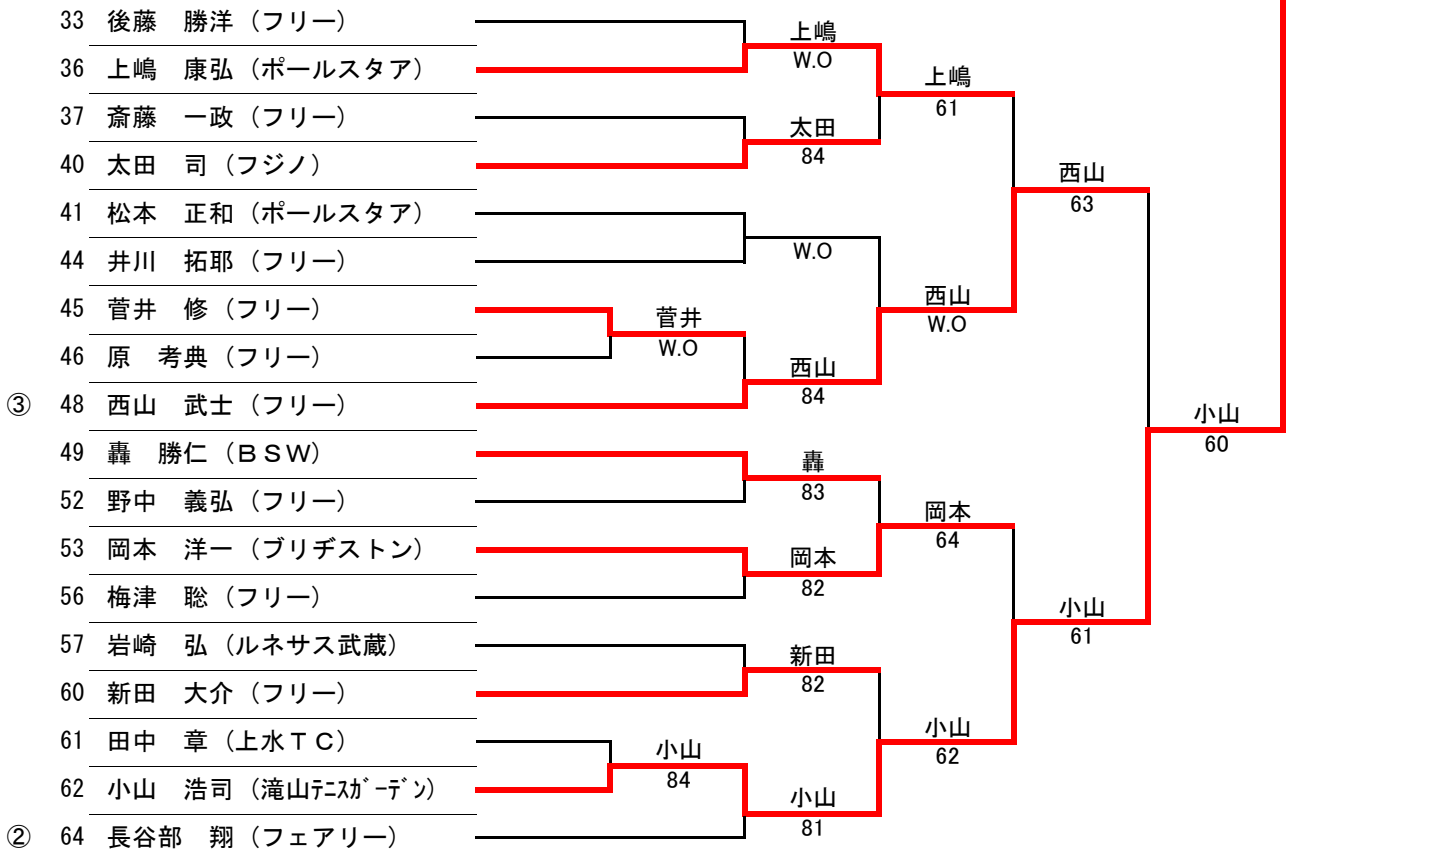 33 後藤　勝洋（フリー）
上嶋
W.O
36 上嶋　康弘（ポールスタア）
上嶋
61
37 斎藤　一政（フリー）
太田
84
40 太田　司（フジノ）
西山
63
41 松本　正和（ポールスタア）
W.O
44 井川　拓耶（フリー）
西山
W.O
45 菅井　修（フリー）
菅井
W.O
46 原　考典（フリー）
西山
84
③ 48 西山　武士（フリー）
小山
60
49 轟　勝仁（ＢＳＷ）
轟
83
52 野中　義弘（フリー）
岡本
64
53 岡本　洋一（ブリヂストン）
岡本
82
56 梅津　聡（フリー）
小山
61
57 岩崎　弘（ルネサス武蔵）
新田
82
60 新田　大介（フリー）
小山
62
61 田中　章（上水ＴＣ）
小山
84
62 小山　浩司（滝山ﾃﾆｽｶﾞｰﾃﾞﾝ）
小山
81
② 64 長谷部　翔（フェアリー）